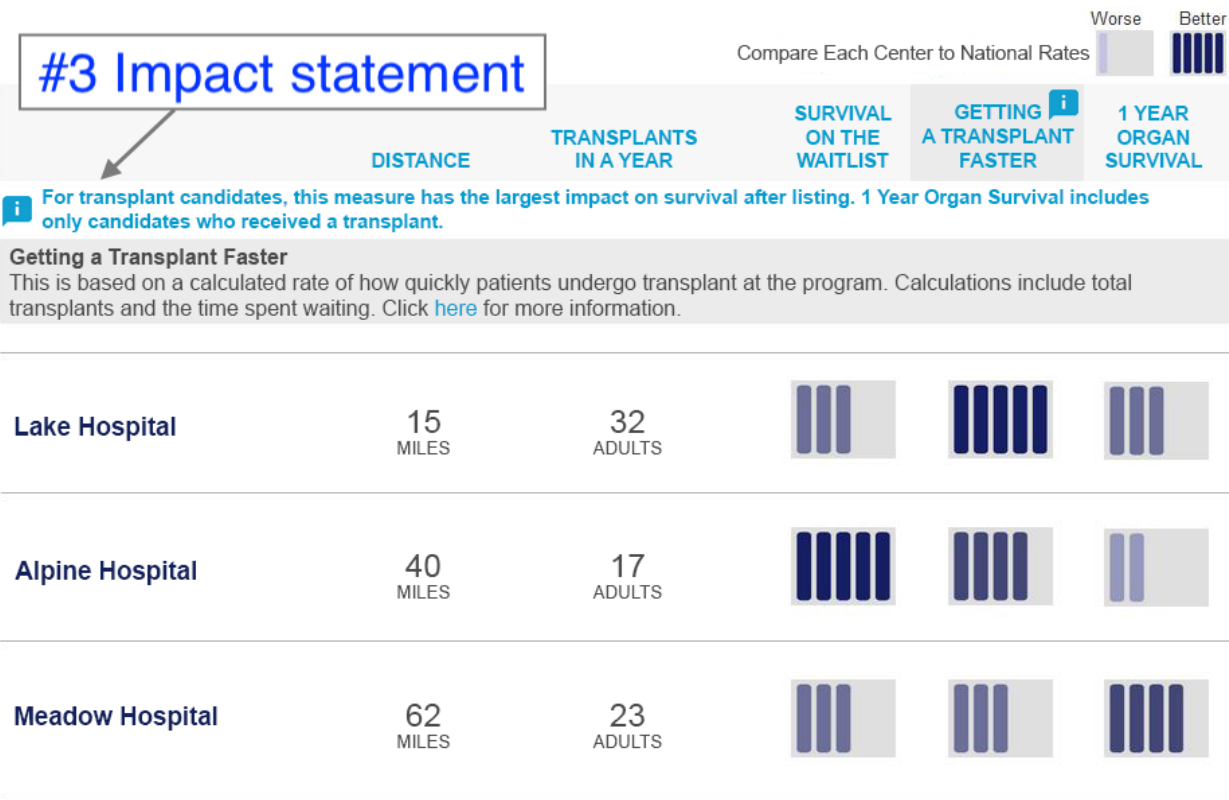 Worse Better
Compare Each Center to National Rates
#3 Impact statement
DISTANCE
TRANSPLANTS
IN A YEAR
SURVIVAL
ON THE
WAITLIST
GETTING i
A TRANSPLANT
FASTER
1 YEAR
ORGAN
SURVIVAL
i For transplant candidates, this measure has the largest impact on survival after listing. 1 Year Organ Survival includes
only candidates who received a transplant.
Getting a Transplant Faster
This is based on a calculated rate of how quickly patients undergo transplant at the program. Calculations include total
transplants and the time spent waiting. Click here for more information.
Lake Hospital
15
MILES
32
ADULTS
Alpine Hospital
40
MILES
17
ADULTS
Meadow Hospital
62
MILES
23
ADULTS